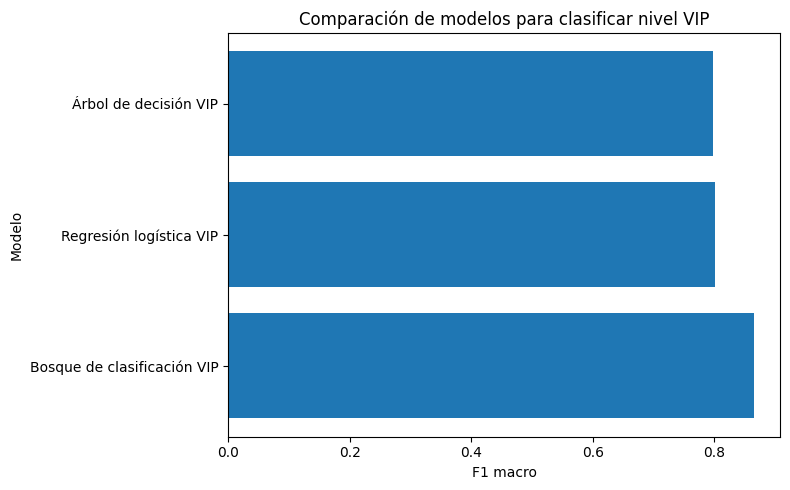 Comparación de modelos para clasificar nivel VIP
Árbol de decisión VIP
Regresión logística VIP
Bosque de clasificación VIP
Modelo
0.0 0.2 0.4 0.6 0.8
F1 macro